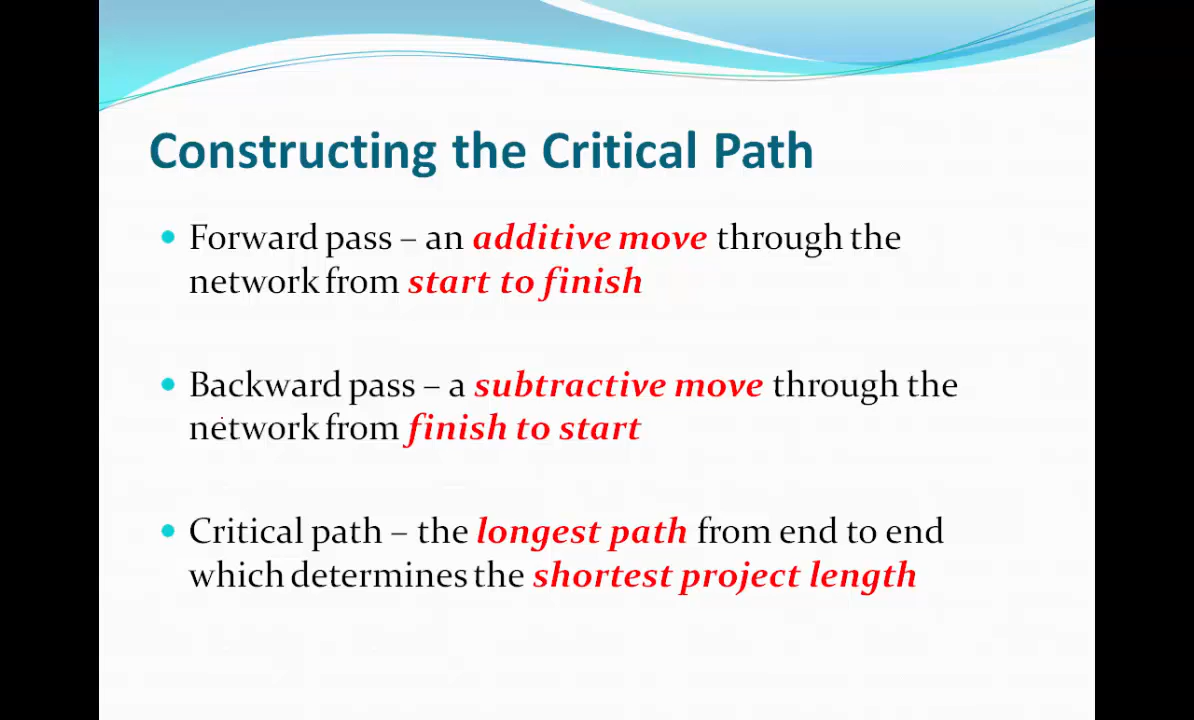 Constructing the Critical Path
• Forward pass – an additive move through the
network from start to finish
• Backward pass – a subtractive move through the
network from finish to start
• Critical path – the longest path from end to end
which determines the shortest project length